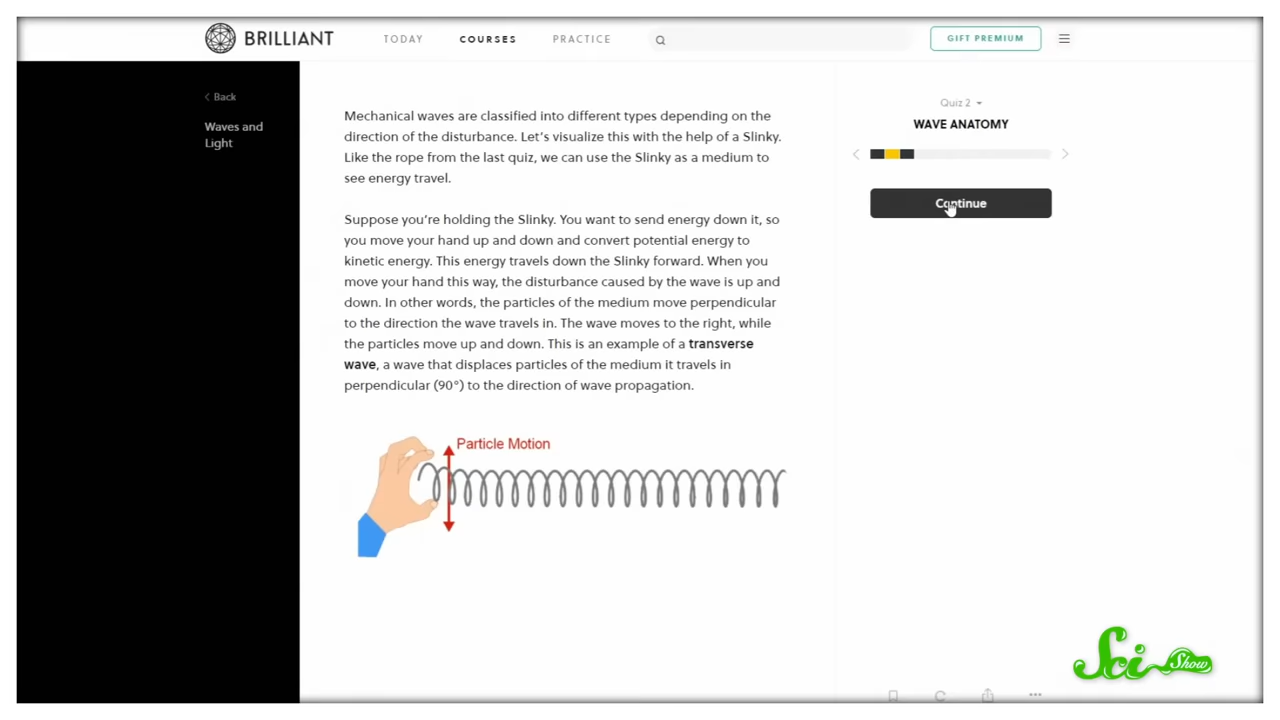 BRILLIANT
TODAY
COURSES
PRACTICE
GIFT PREMIUM
Back
Waves and
Light
Mechanical waves are classified into different types depending on the
direction of the disturbance. Let's visualize this with the help of a Slinky.
Like the rope from the last quiz, we can use the Slinky as a medium to
see energy travel.
Suppose you're holding the Slinky. You want to send energy down it, so
you move your hand up and down and convert potential energy to
kinetic energy. This energy travels down the Slinky forward. When you
move your hand this way, the disturbance caused by the wave is up and
down. In other words, the particles of the medium move perpendicular
to the direction the wave travels in. The wave moves to the right, while
the particles move up and down. This is an example of a transverse
wave, a wave that displaces particles of the medium it travels in
perpendicular (90°) to the direction of wave propagation.
Particle Motion
Quiz 2
WAVE ANATOMY
Continue
Sci Show